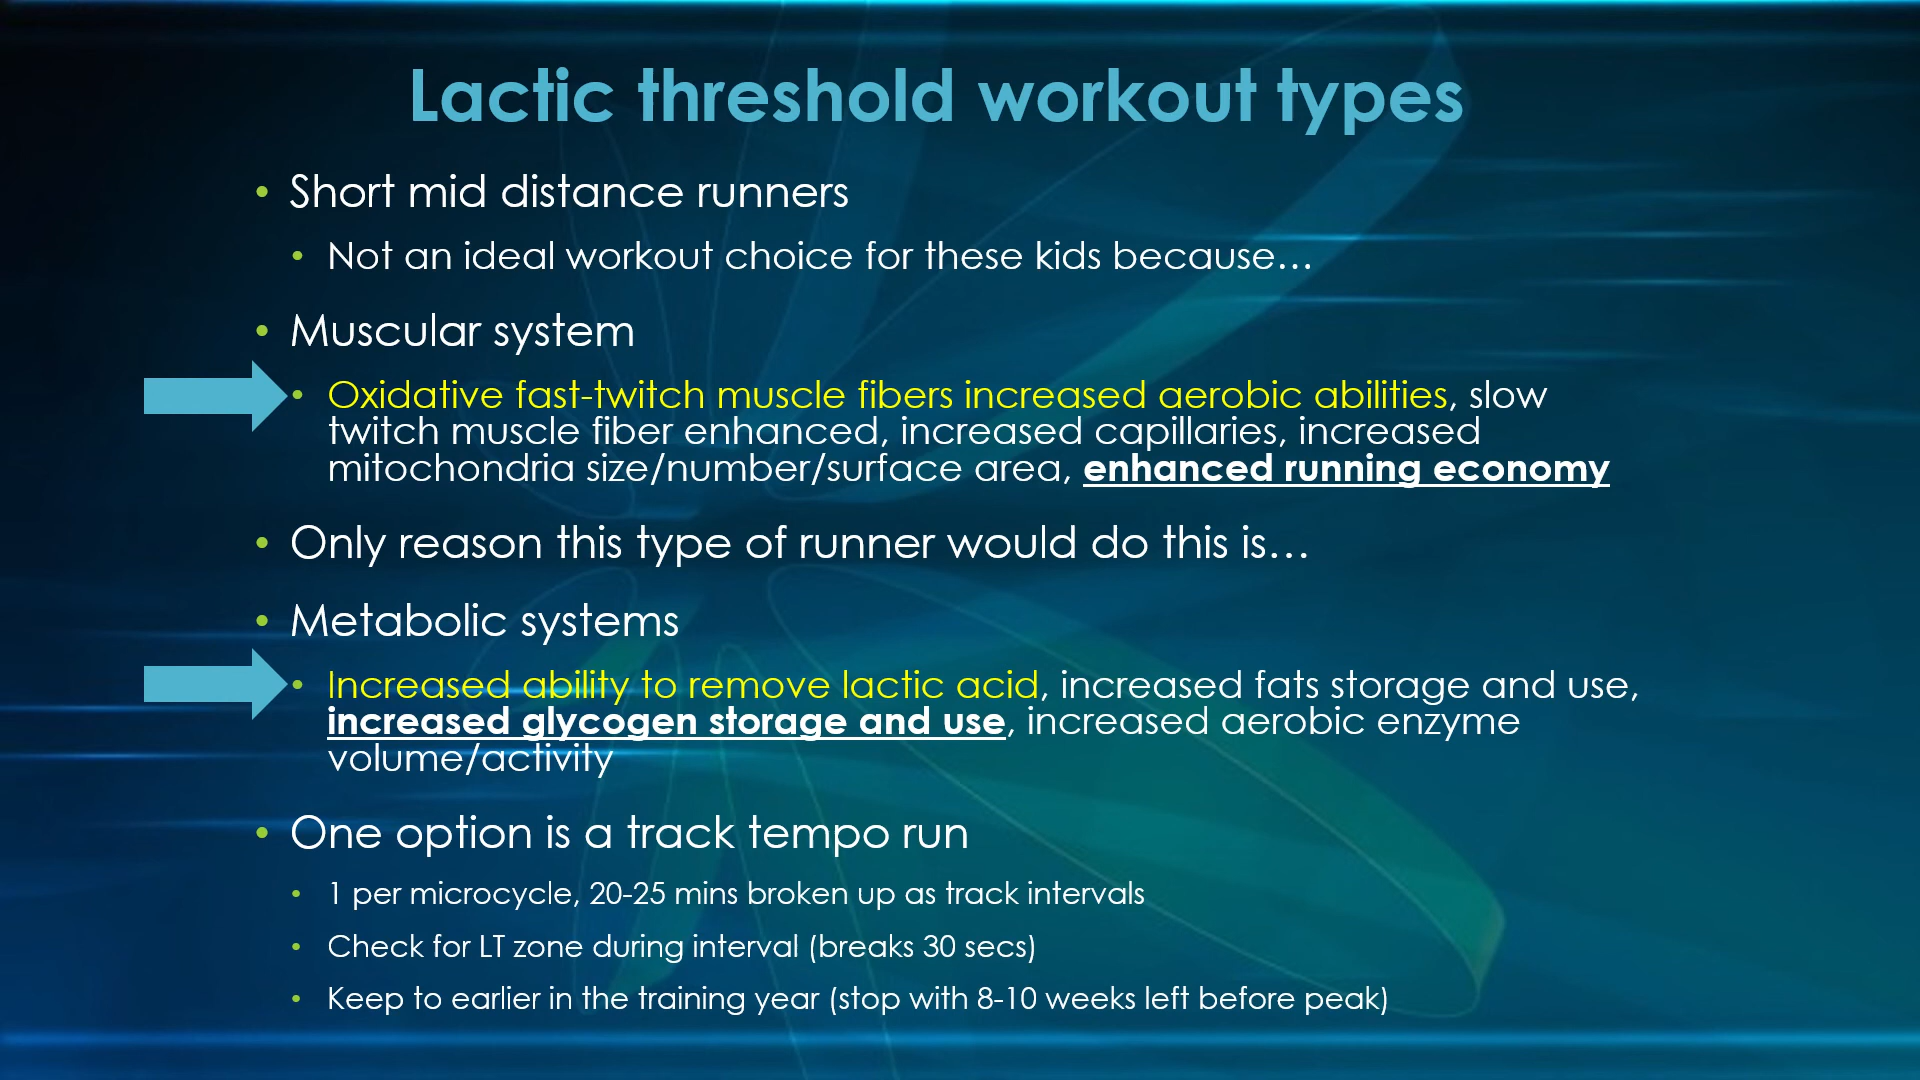 Lactic threshold workout types
• Short mid distance runners
• Not an ideal workout choice for these kids because…
• Muscular system
• Oxidative fast-twitch muscle fibers increased aerobic abilities, slow
twitch muscle fiber enhanced, increased capillaries, increased
mitochondria size/number/surface area, enhanced running economy
• Only reason this type of runner would do this is…
• Metabolic systems
• Increased ability to remove lactic acid, increased fats storage and use,
increased glycogen storage and use, increased aerobic enzyme
volume/activity
• One option is a track tempo run
• 1 per microcycle, 20-25 mins broken up as track intervals
• Check for LT zone during interval (breaks 30 secs)
• Keep to earlier in the training year (stop with 8-10 weeks left before peak)